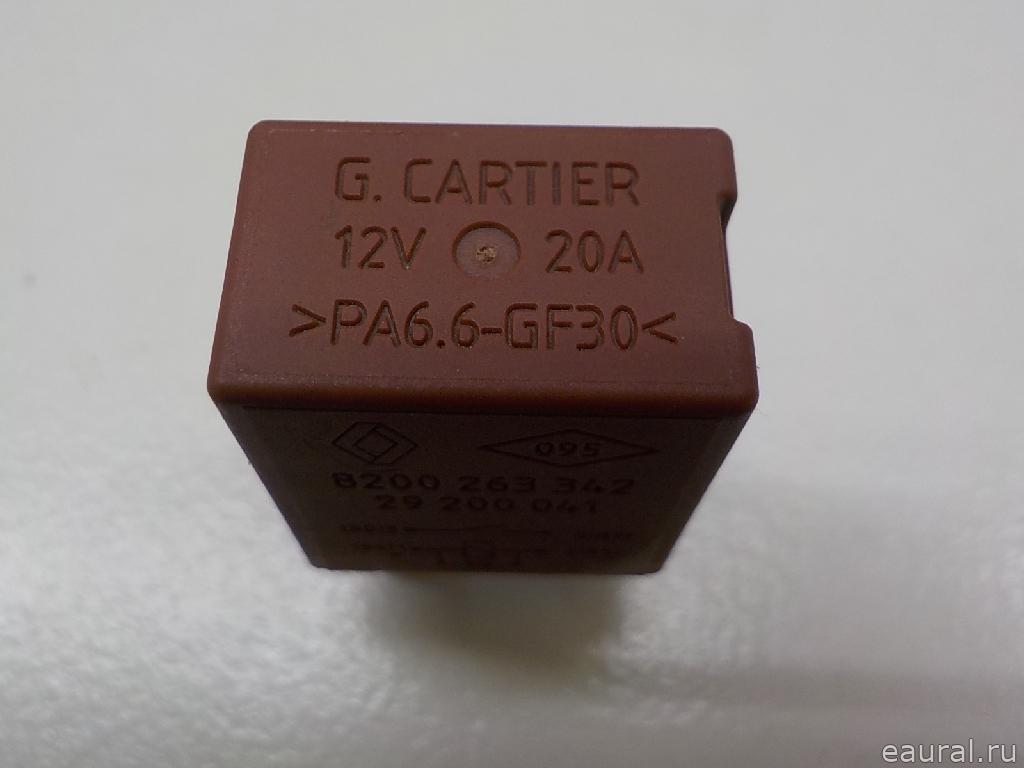 G. CARTIER
12V 20A
>PA6.6-GF30<
095
8200 263 342
29 200 041
eaural.ru